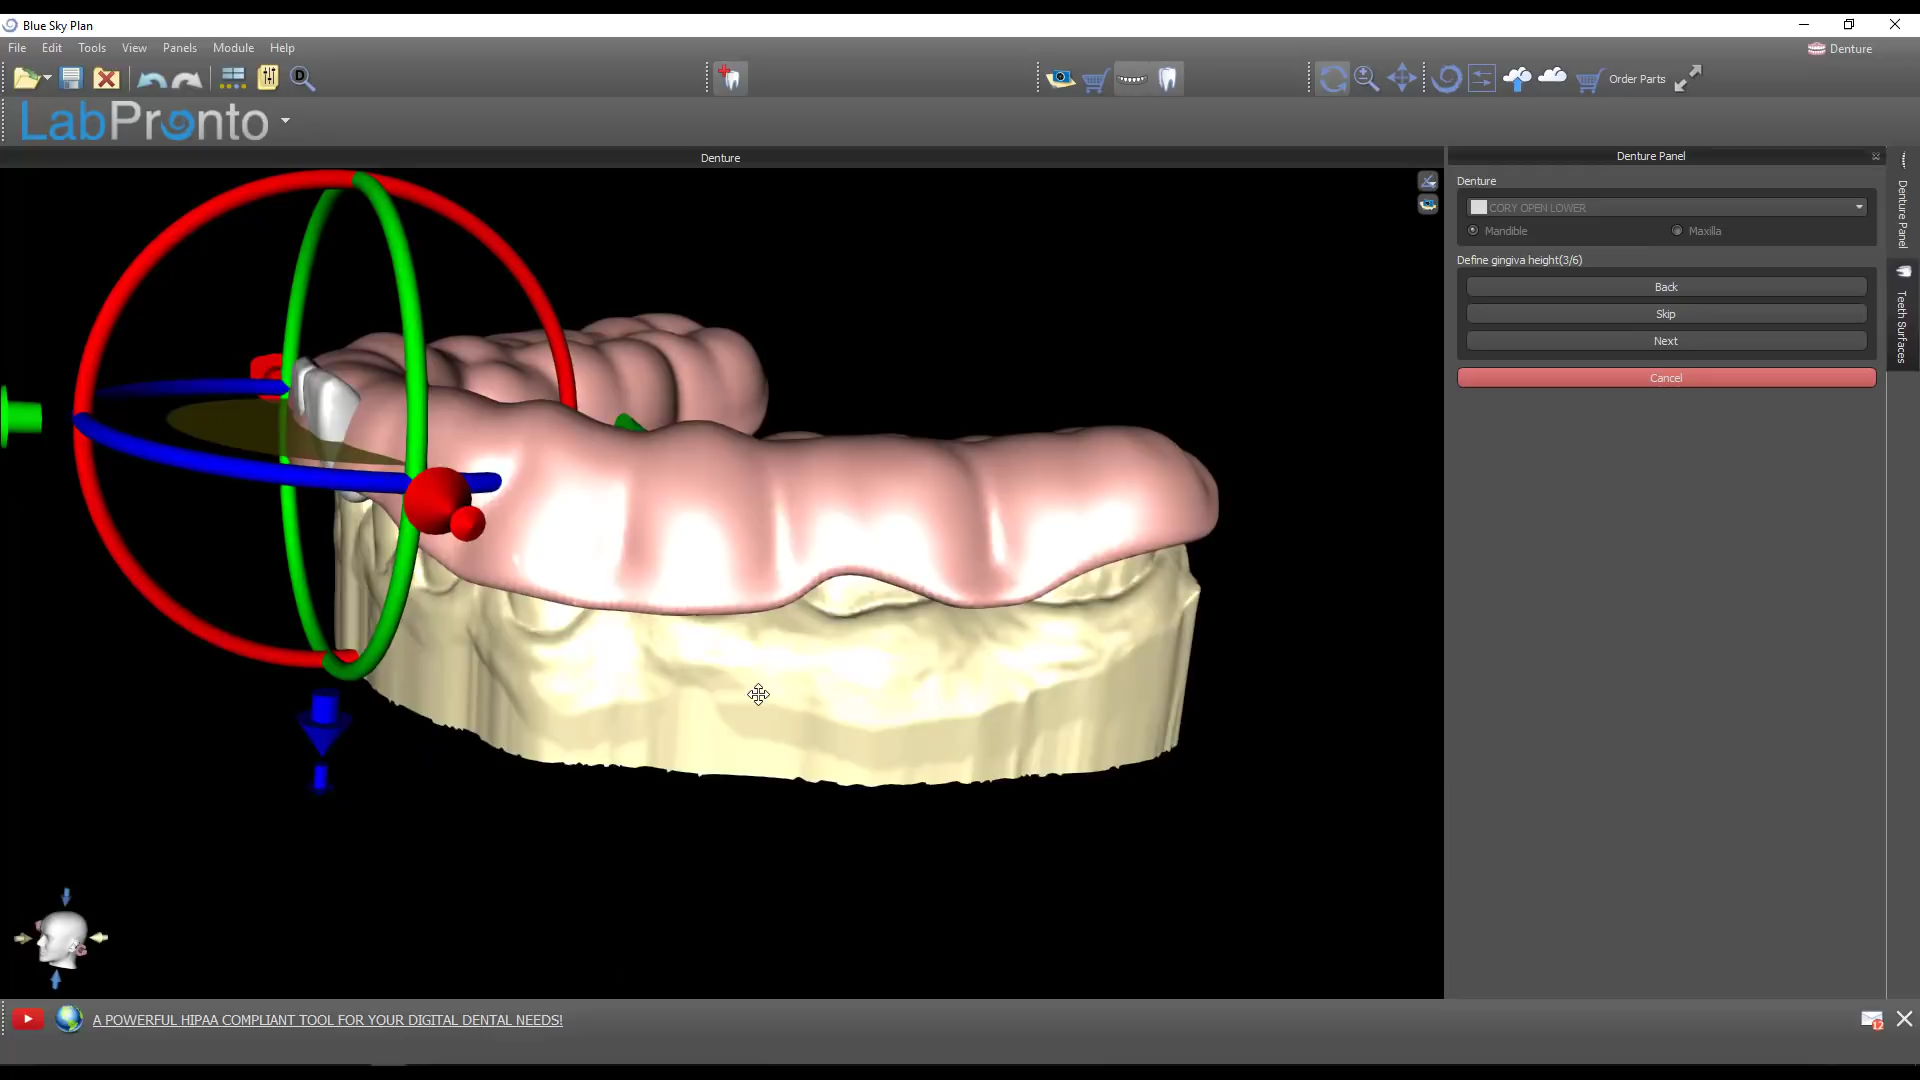 Blue Sky Plan
File Edit Tools View Panels Module Help
Denture
D
Order Parts
LabPronto
Denture
Denture Panel
Denture
CORY OPEN LOWER
Mandible Maxilla
Define gingiva height(3/6)
Back
Skip
Next
Cancel
Denture Panel
Teeth Surfaces
A POWERFUL HIPAA COMPLIANT TOOL FOR YOUR DIGITAL DENTAL NEEDS!
12